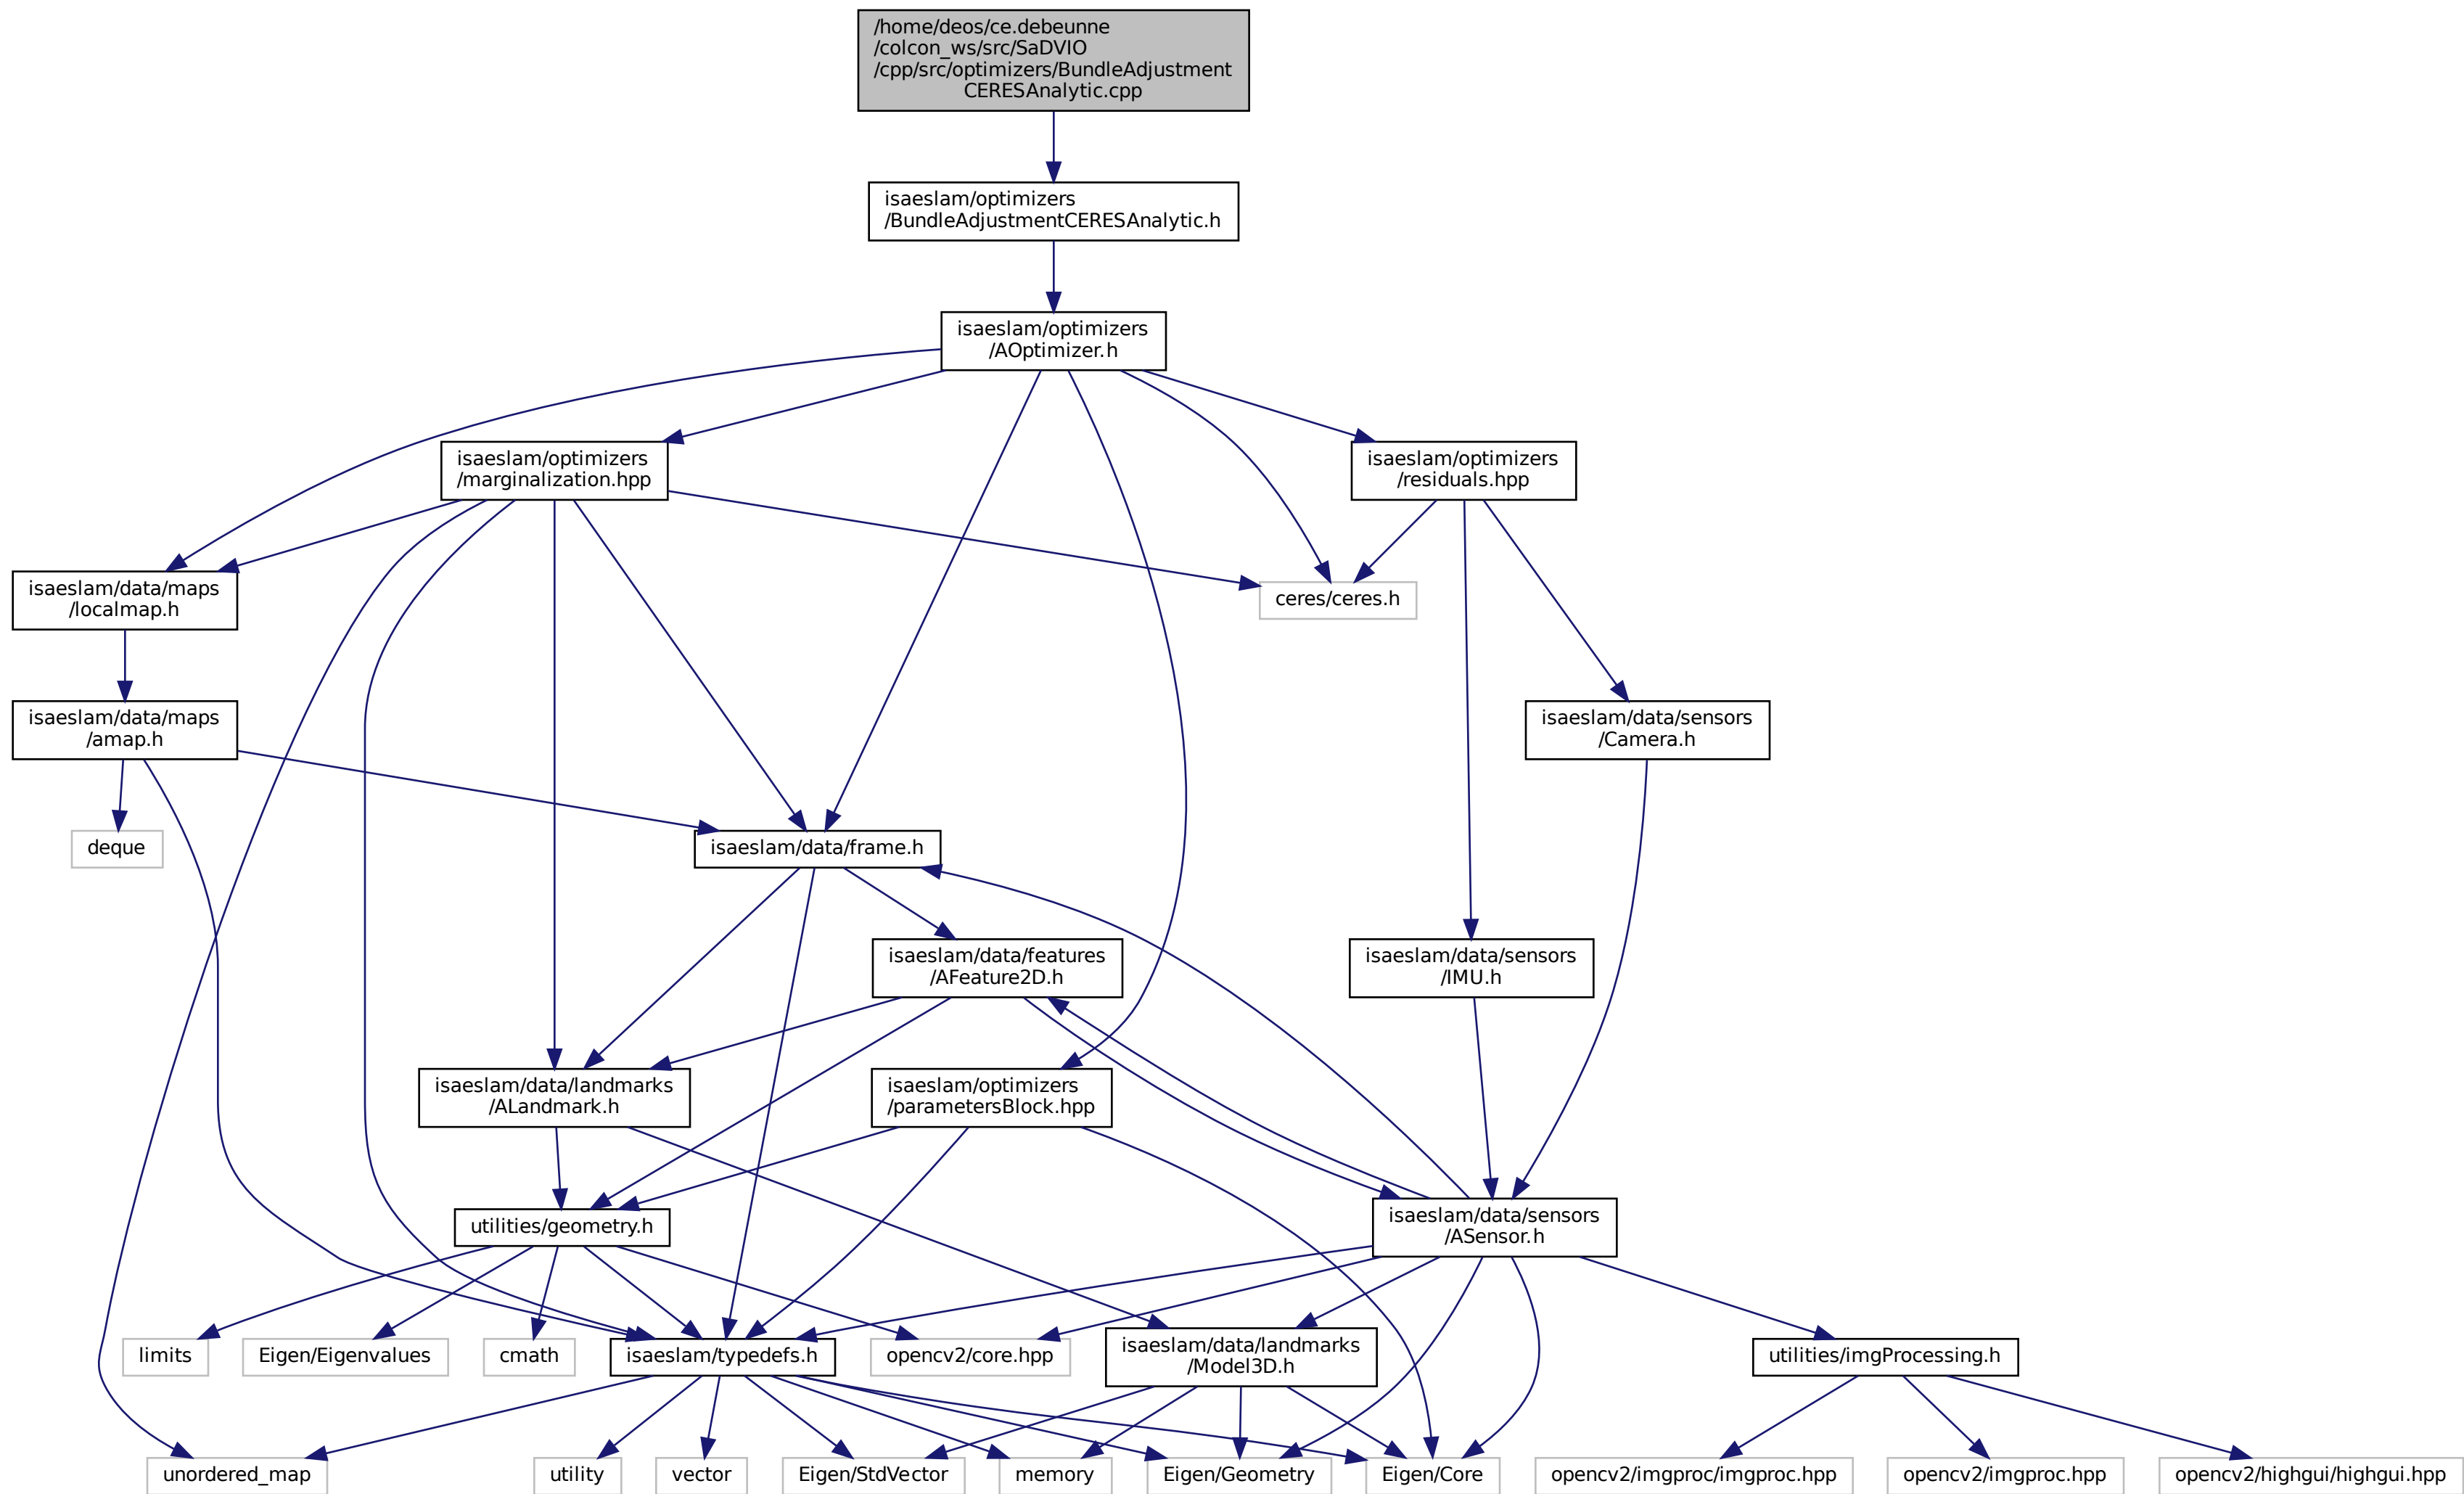 /home/deos/ce.debeunne
/colcon_ws/src/SaDVIO
/cpp/src/optimizers/BundleAdjustment
CERESAnalytic.cpp
isaeslam/optimizers
/BundleAdjustmentCERESAnalytic.h
isaeslam/optimizers
/AOptimizer.h
isaeslam/optimizers
/marginalization.hpp
isaeslam/optimizers
/residuals.hpp
isaeslam/data/maps
/localmap.h
ceres/ceres.h
isaeslam/data/maps
/amap.h
isaeslam/data/sensors
/Camera.h
deque
isaeslam/data/frame.h
isaeslam/data/features
/AFeature2D.h
isaeslam/data/sensors
/IMU.h
isaeslam/data/landmarks
/ALandmark.h
isaeslam/optimizers
/parametersBlock.hpp
utilities/geometry.h
isaeslam/data/sensors
/ASensor.h
limits
Eigen/Eigenvalues
cmath
isaeslam/typedefs.h
opencv2/core.hpp
isaeslam/data/landmarks
/Model3D.h
utilities/imgProcessing.h
unordered_map
utility
vector
Eigen/StdVector
memory
Eigen/Geometry
Eigen/Core
opencv2/imgproc/imgproc.hpp
opencv2/imgproc.hpp
opencv2/highgui/highgui.hpp